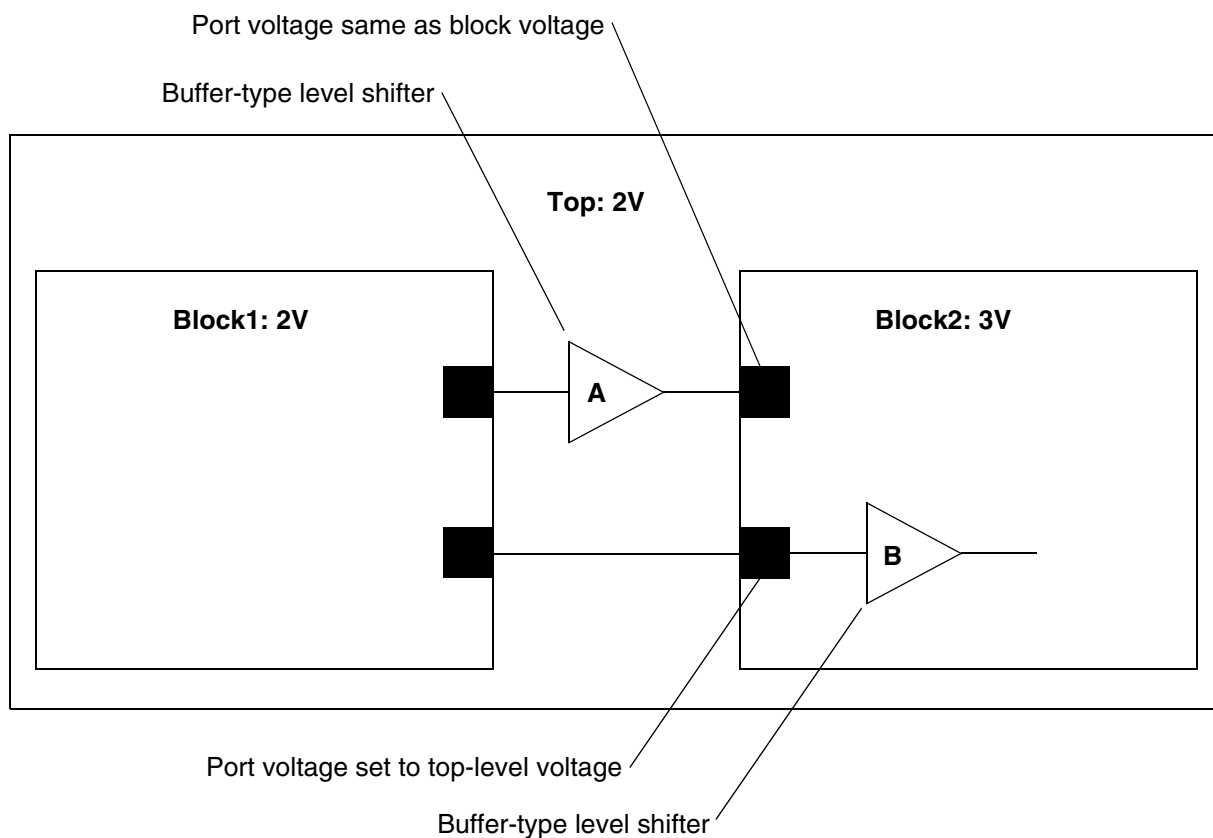 Port voltage same as block voltage
Buffer-type level shifter
Top: 2V
Block1: 2V
Block2: 3V
A
B
Port voltage set to top-level voltage
Buffer-type level shifter